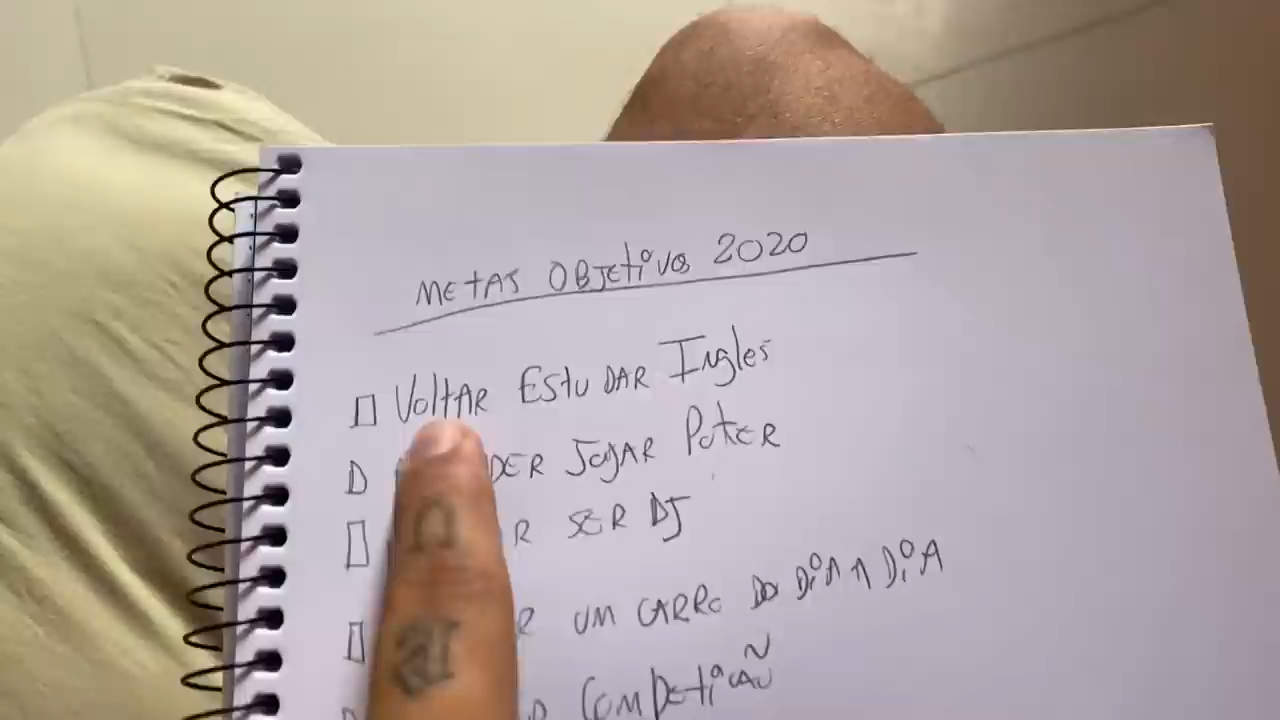 METAS OBJETIVOS 2020
VOLTAR ESTUDAR INGLES
DER JOGAR POKER
R SER DJ
R UM CARRO DO DIA A DIA
COMPETIÇÃO